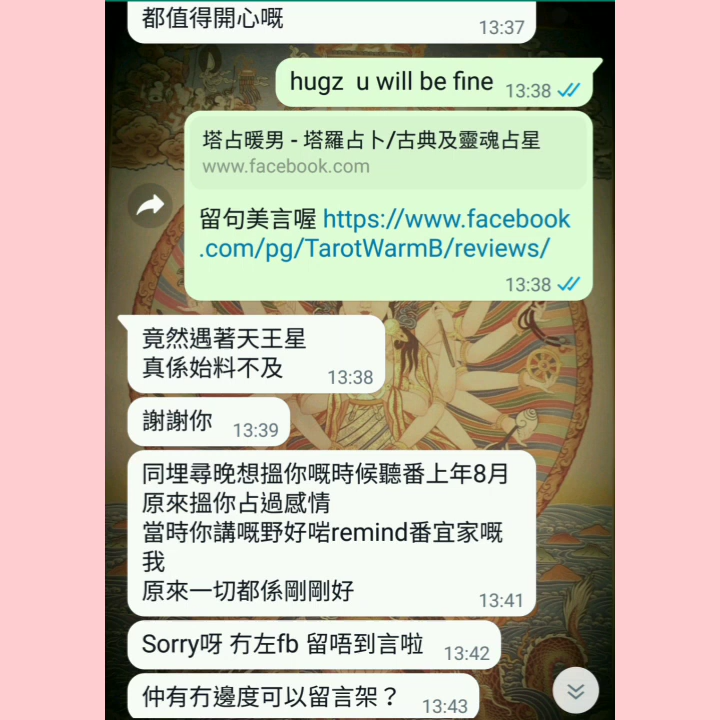 都值得開心嘅
13:37
hugz  u will be fine
13:38
塔占暖男 - 塔羅占卜/古典及靈魂占星
www.facebook.com
留句美言喔 https://www.facebook
.com/pg/TarotWarmB/reviews/
13:38
竟然遇著天王星
真係始料不及
13:38
謝謝你
13:39
同埋尋晚想搵你嘅時候聽番上年8月
原來搵你占過感情
當時你講嘅野好啱remind番宜家嘅
我
原來一切都係剛剛好
13:41
Sorry呀 冇左fb 留唔到言啦
13:42
仲有冇邊度可以留言架？
13:43